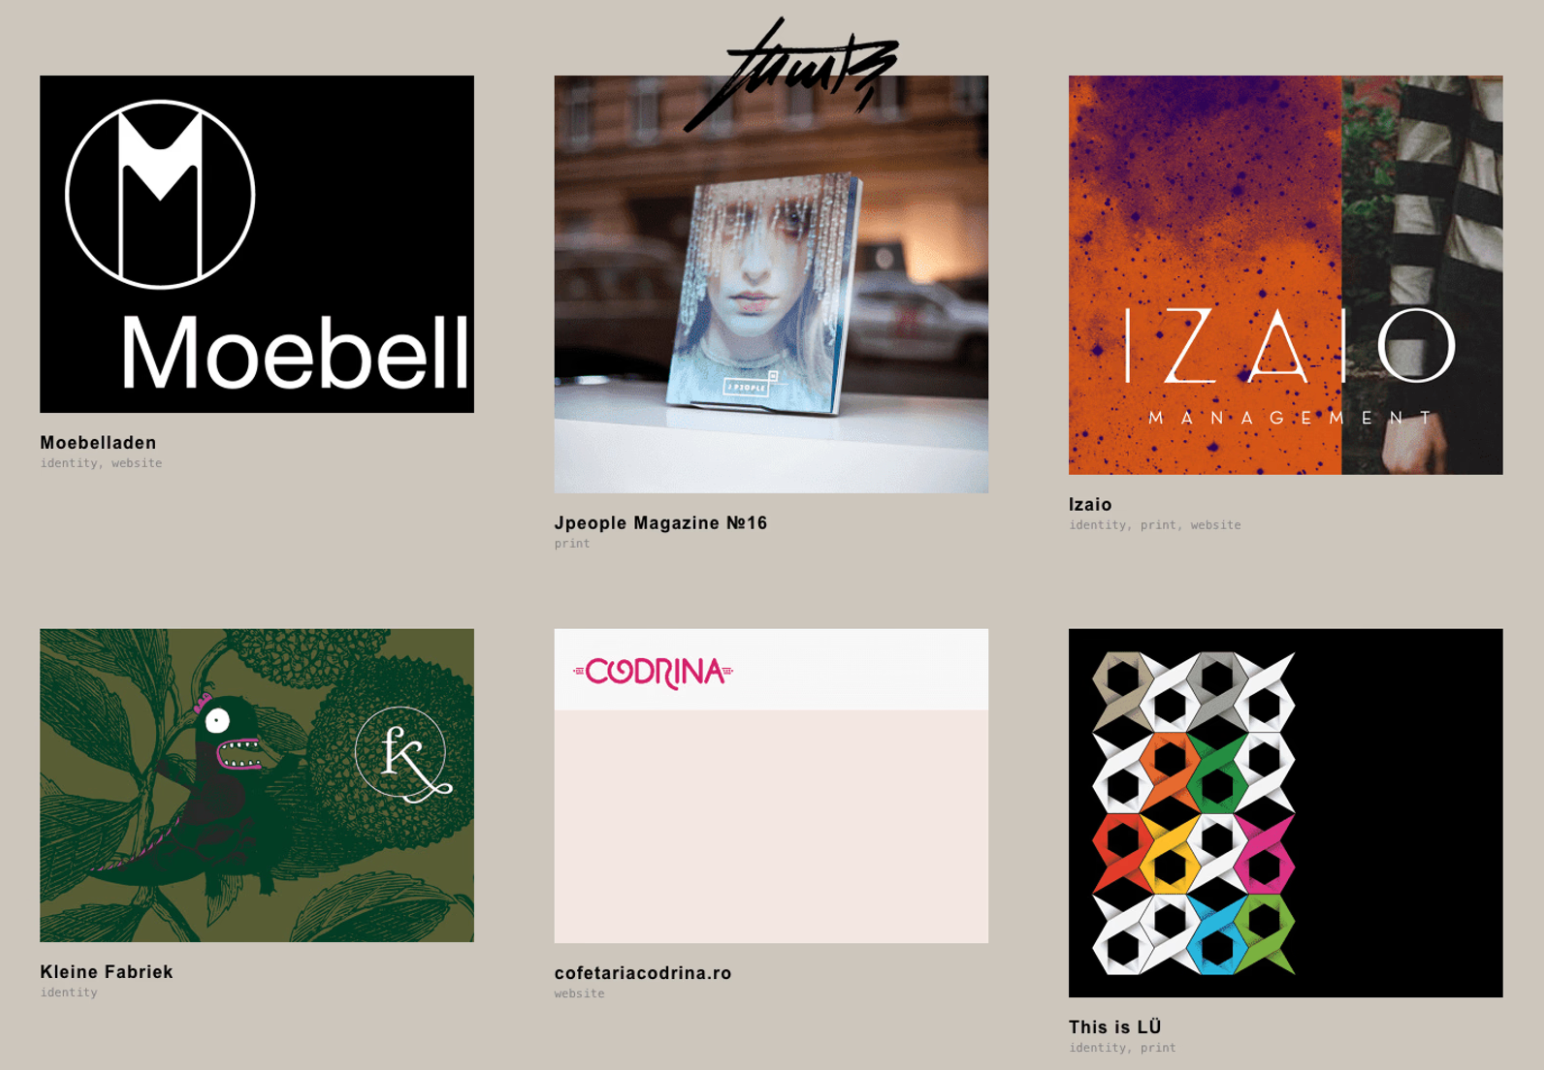 Moebell
Moebelladen
identity, website
J PEOPLE
Jpeople Magazine №16
print
IZAIO
MANAGEMENT
Izaio
identity, print, website
fk
Kleine Fabriek
identity
CODRINA
cofetariacodrina.ro
website
This is LÜ
identity, print